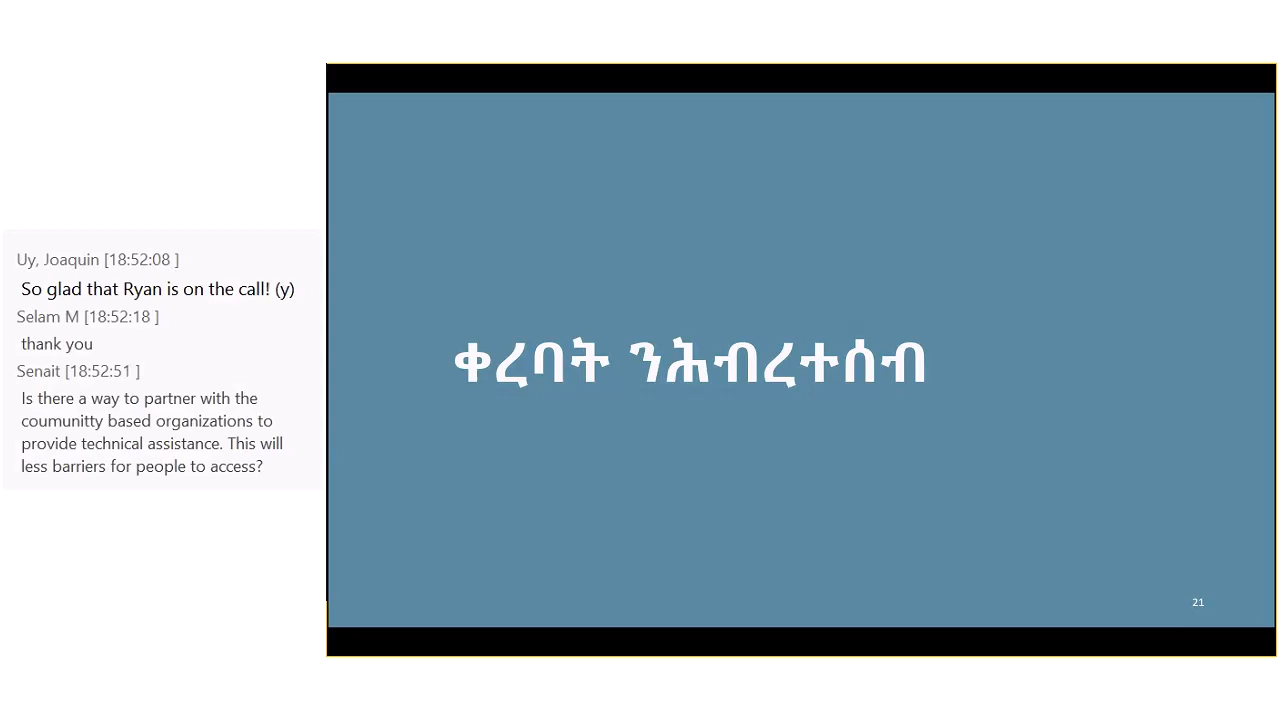 Uy, Joaquin [18:52:08 ]
So glad that Ryan is on the call! (y)
Selam M [18:52:18 ]
thank you
Senait [18:52:51 ]
Is there a way to partner with the
coumunitty based organizations to
provide technical assistance. This will
less barriers for people to access?
ቀረባት ንሕብረተሰብ
21